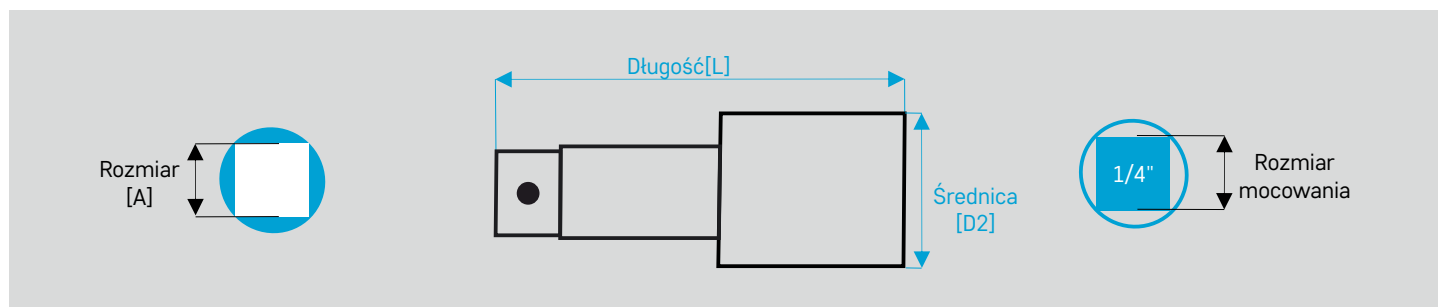 Długość[L]
Rozmiar
[A]
Średnica
[D2]
1/4"
Rozmiar
mocowania